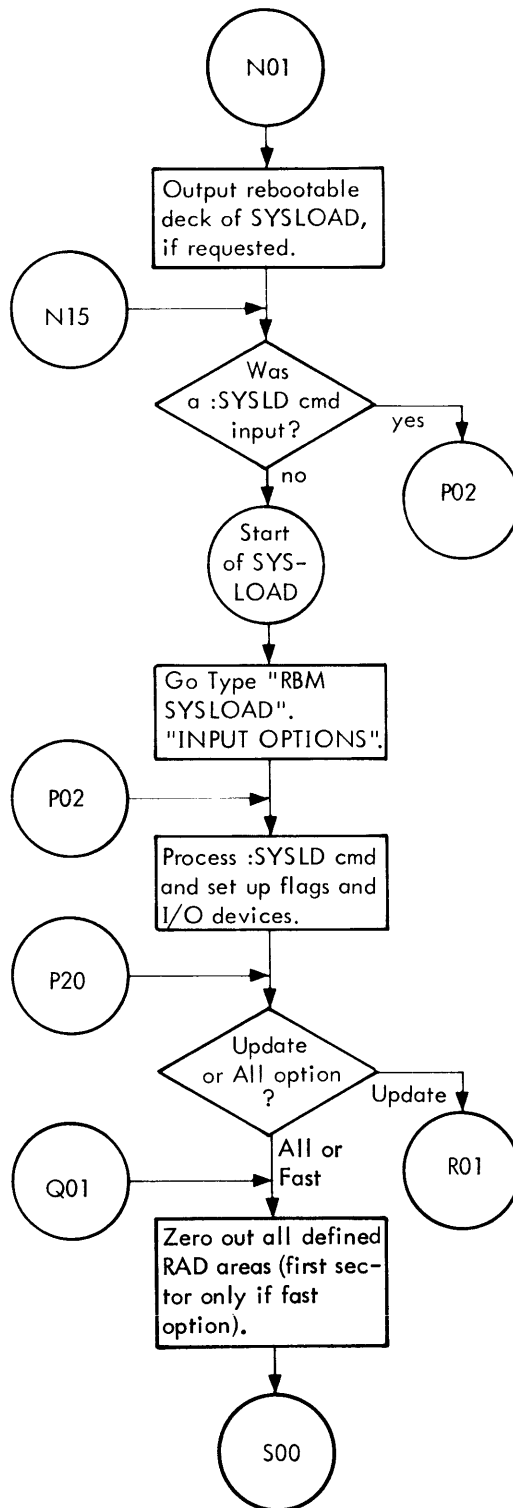 N01
Output rebootable
deck of SYSLOAD,
if requested.
N15
Was
a :SYSLD cmd
input?
yes
P02
no
Start
of SYS-
LOAD
Go Type "RBM
SYSLOAD".
"INPUT OPTIONS".
P02
Process :SYSLD cmd
and set up flags and
I/O devices.
P20
Update
or All option
?
Update
R01
All or
Fast
Q01
Zero out all defined
RAD areas (first sec-
tor only if fast
option).
S00